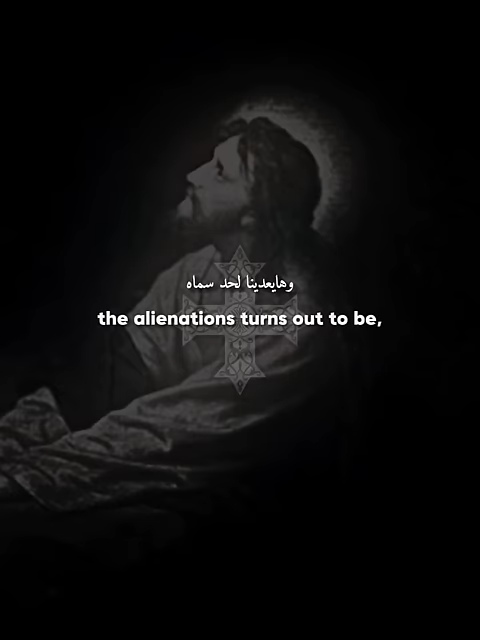 وهايعدينا لحد سماه
the alienations turns out to be,